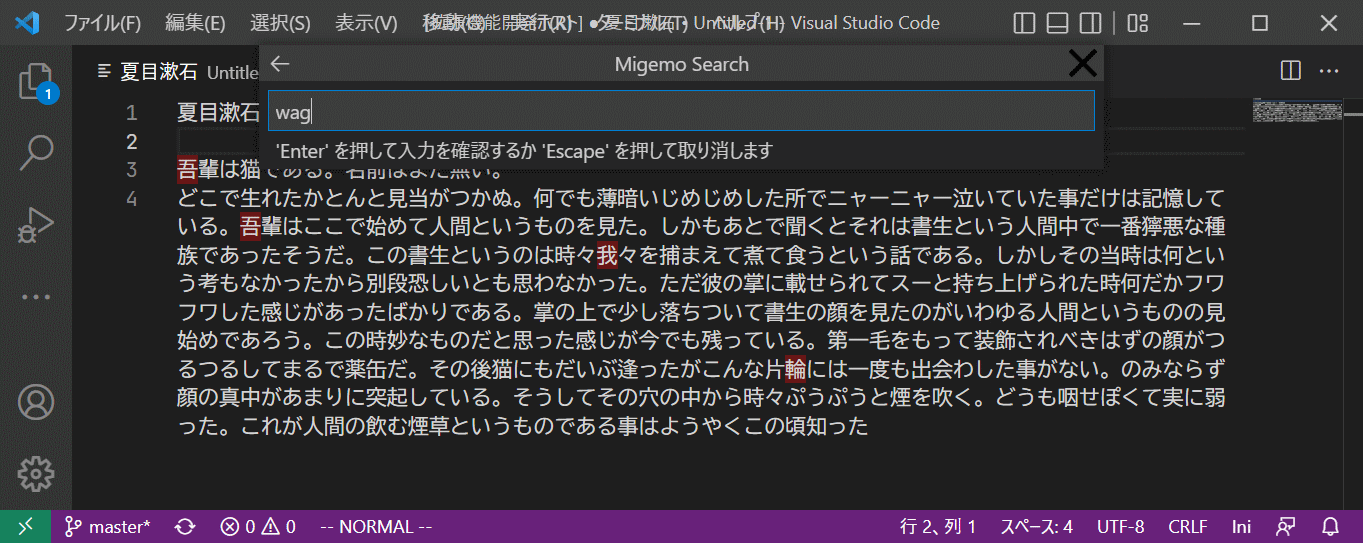 ファイル(F) 編集(E) 選択(S) 表示(V) 移動(G) 実行(R) ターミナル(T) ヘルプ(H) Visual Studio Code
夏目漱石 Untitle
Migemo Search
wag
'Enter' を押して入力を確認するか 'Escape' を押して取り消します
1
1 夏目漱石
2
3 吾輩は猫である。名前はまだ無い。
4 どこで生れたかとんと見当がつかぬ。何でも薄暗いじめじめした所でニャーニャー泣いていた事だけは記憶して
いる。吾輩はここで始めて人間というものを見た。しかもあとで聞くとそれは書生という人間中で一番獰悪な種
族であったそうだ。この書生というのは時々我々を捕まえて煮て食うという話である。しかしその当時は何とい
う考もなかったから別段恐しいとも思わなかった。ただ彼の掌に載せられてスーと持ち上げられた時何だかフワ
フワした感じがあったばかりである。掌の上で少し落ちついて書生の顔を見たのがいわゆる人間というものの見
始めであろう。この時妙なものだと思った感じが今でも残っている。第一毛をもって装飾されべきはずの顔がつ
るつるしてまるで薬缶だ。その後猫にもだいぶ逢ったがこんな片輪には一度も出会わした事がない。のみならず
顔の真中があまりに突起している。そうしてその穴の中から時々ぷうぷうと煙を吹く。どうも咽せぽくて実に弱
った。これが人間の飲む煙草というものである事はようやくこの頃知った
master* 0 0 -- NORMAL -- 行 2、列 1 スペース: 4 UTF-8 CRLF Ini